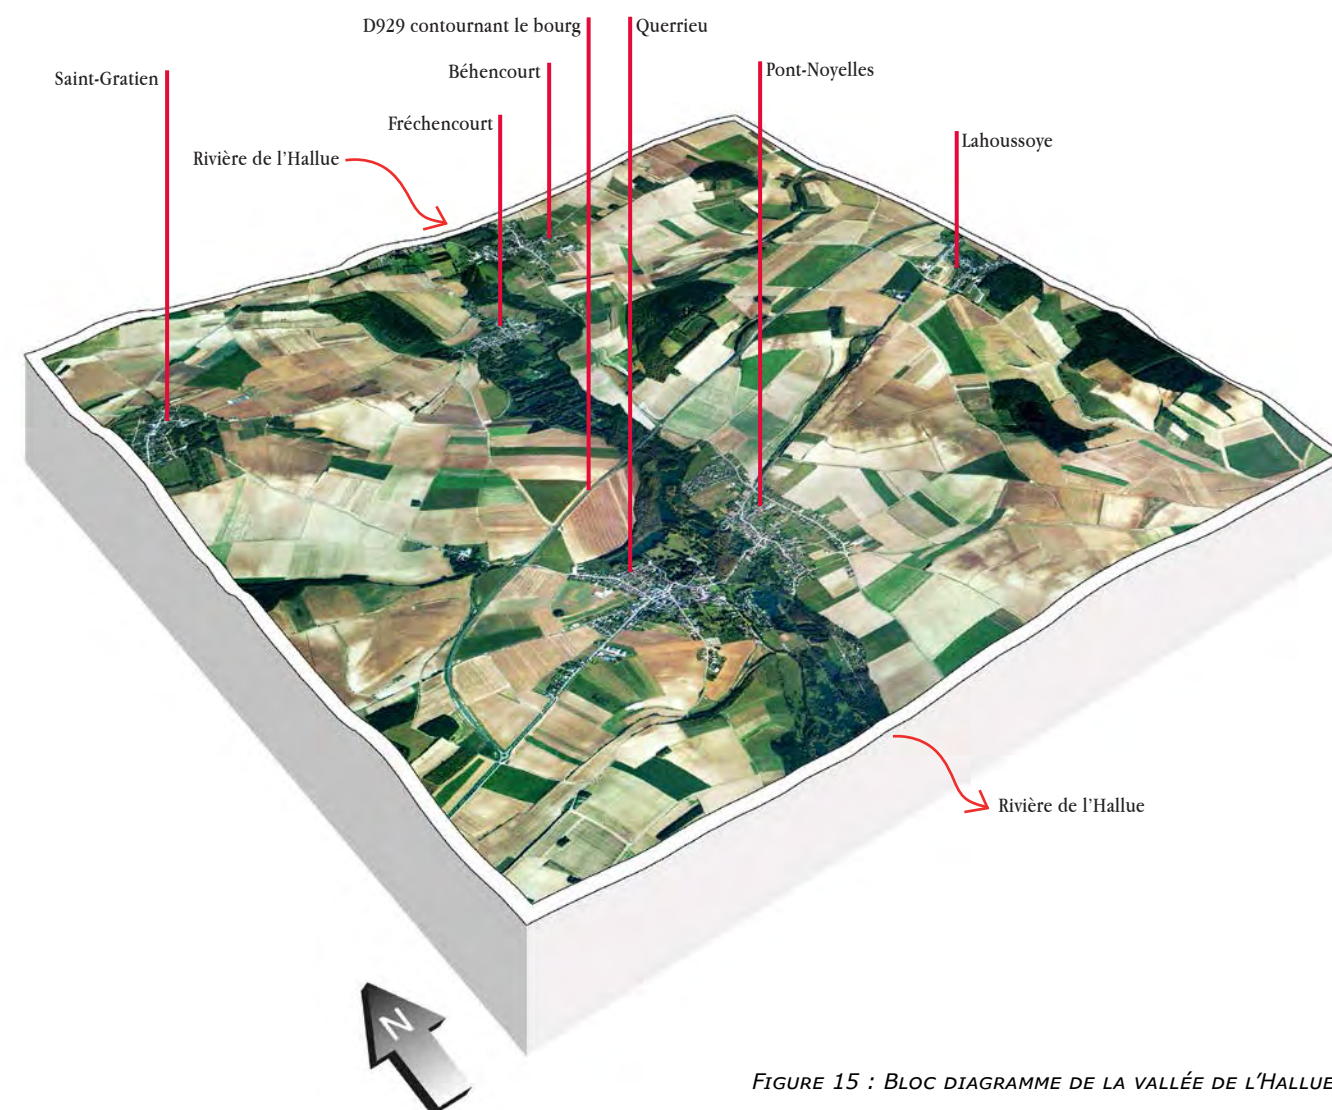 D929 contournant le bourg
Querrieu
Saint-Gratien
Béhencourt
Pont-Noyelles
Fréchencourt
Lahoussoye
Rivière de l'Hallue
Rivière de l'Hallue
N
FIGURE 15 : BLOC DIAGRAMME DE LA VALLÉE DE L'HALLUE